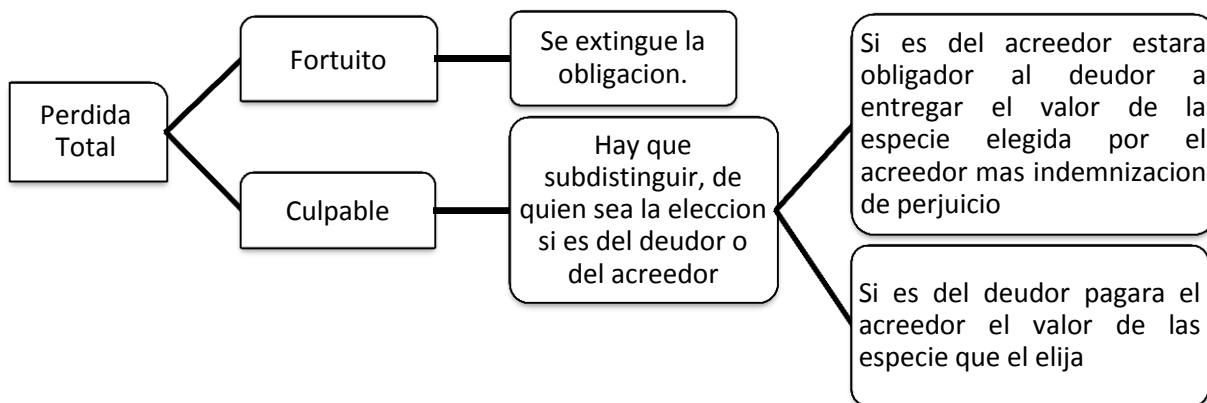 Perdida
Total
Fortuito
Se extingue la
obligacion.
Culpable
Hay que
subdistinguir, de
quien sea la eleccion
si es del deudor o
del acreedor
Si es del acreedor estara
obligador al deudor a
entregar el valor de la
especie elegida por el
acreedor mas indemnizacion
de perjuicio
Si es del deudor pagara el
acreedor el valor de las
especie que el elija